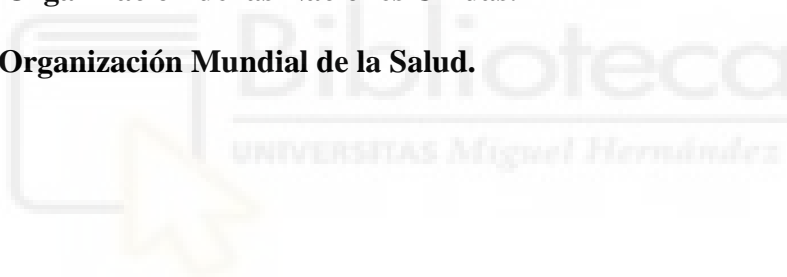 Organización Mundial de la Salud.
Biblioteca
UNIVERSITAS Miguel Hernández